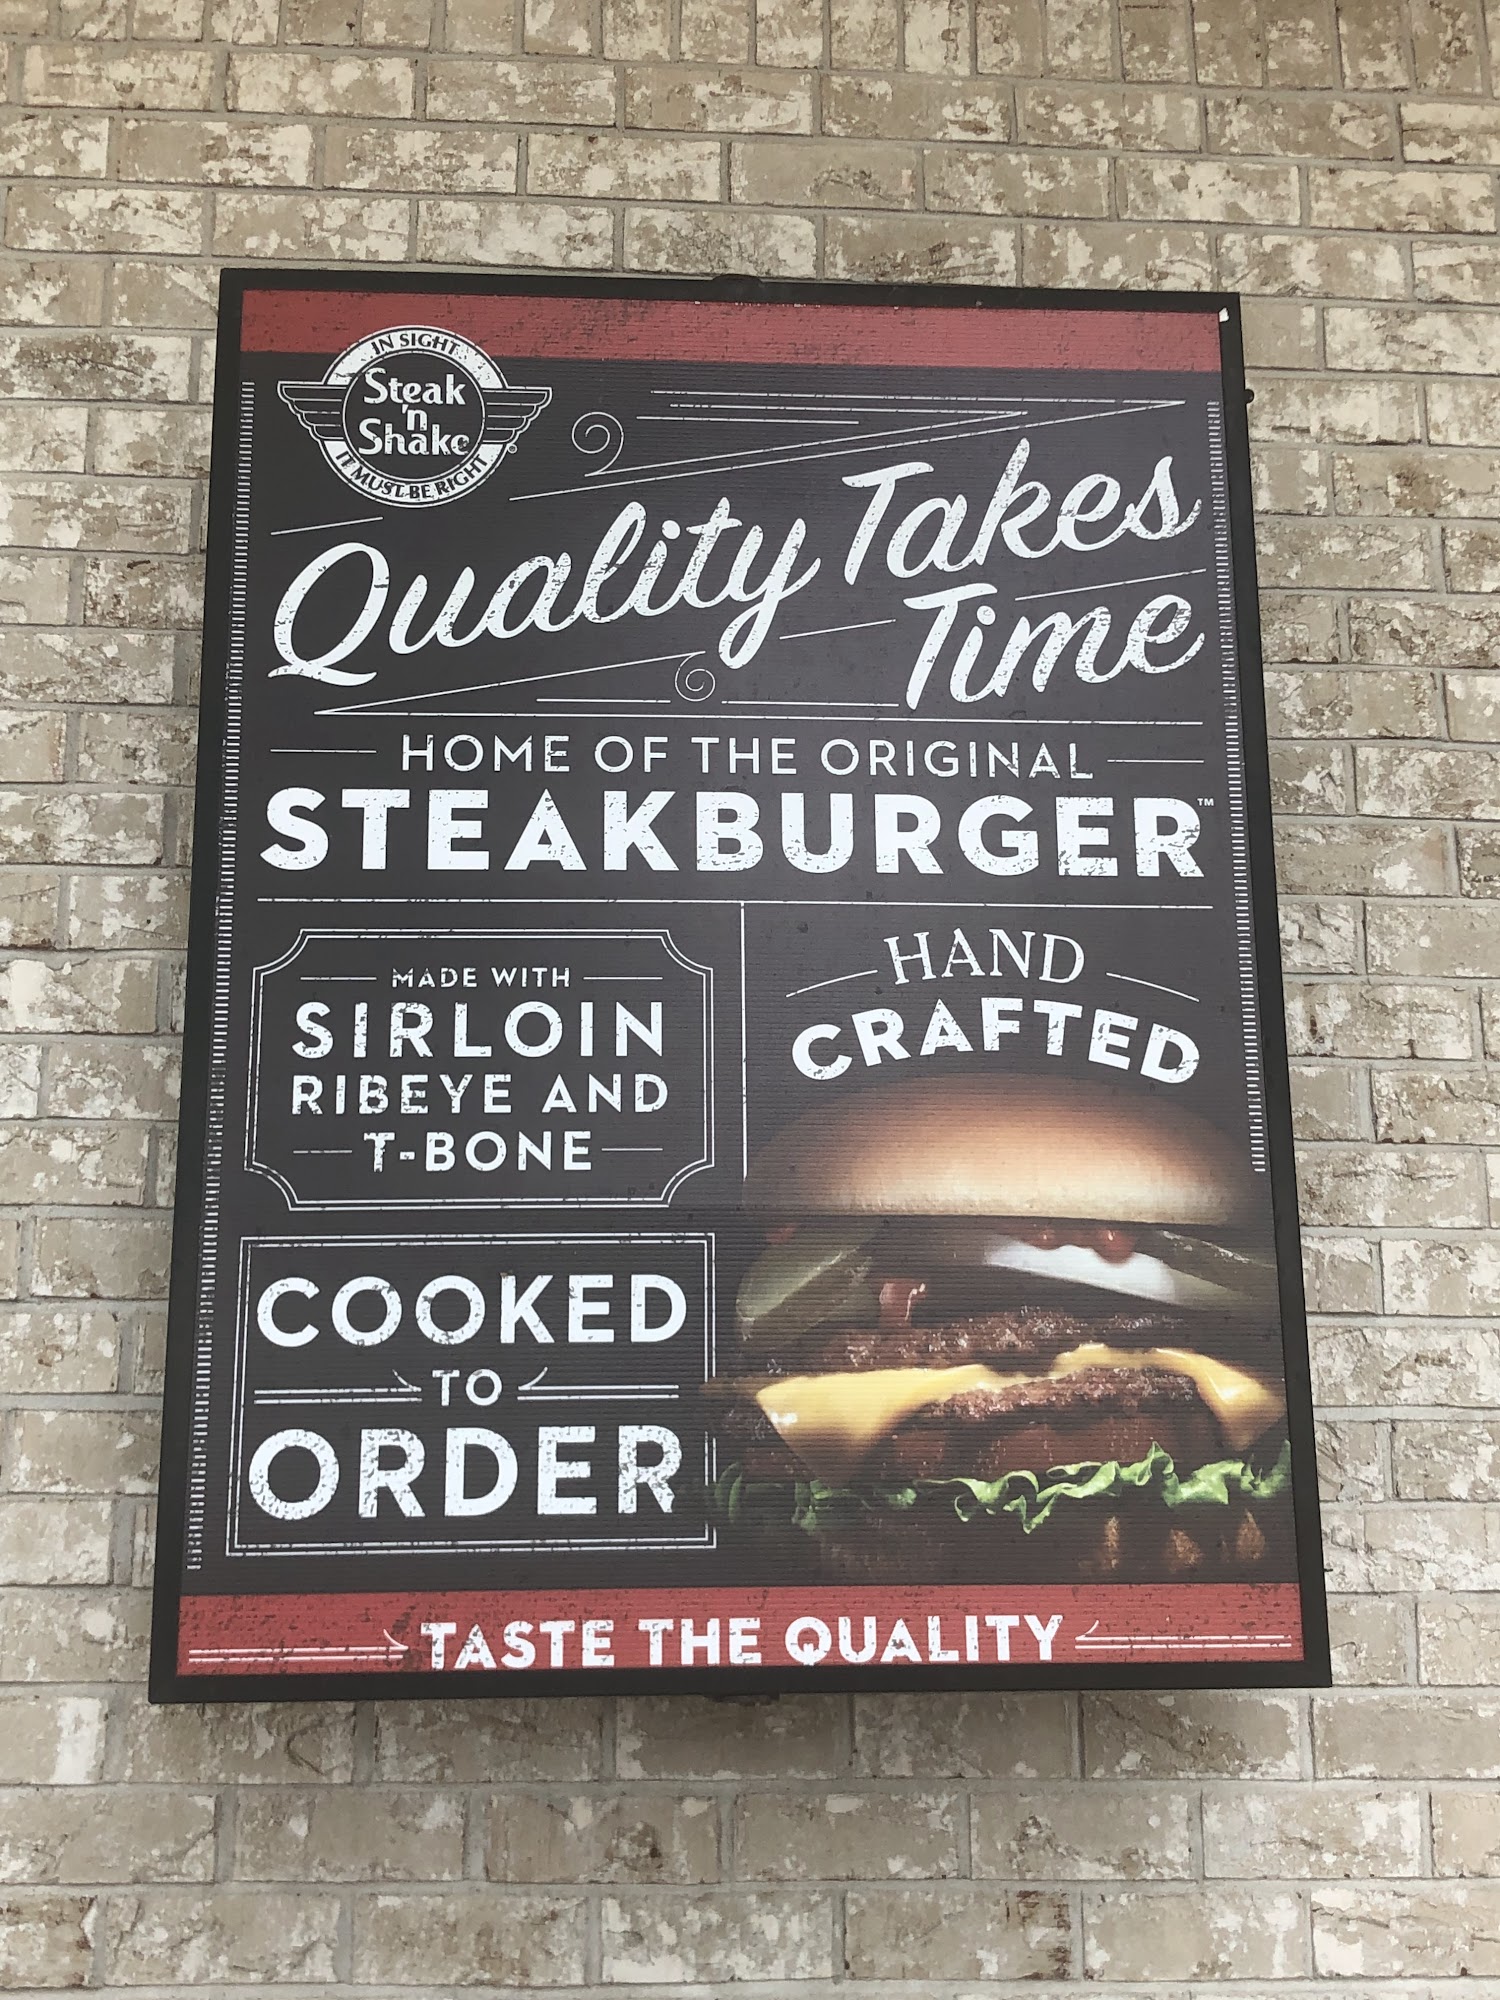 IN SIGHT
Steak
'n
Shake
IT MUST BE RIGHT
®
Quality Takes
Time
HOME OF THE ORIGINAL
STEAKBURGER™
MADE WITH
SIRLOIN
RIBEYE AND
T-BONE
HAND
CRAFTED
COOKED
TO
ORDER
TASTE THE QUALITY